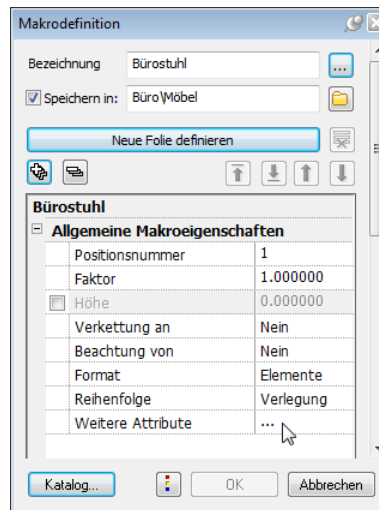 Makrodefinition
Bezeichnung Bürostuhl ...
Speichern in: Büro\Möbel
Neue Folie definieren
Bürostuhl
Allgemeine Makroeigenschaften
Positionsnummer 1
Faktor 1.000000
Höhe 0.000000
Verkettung an Nein
Beachtung von Nein
Format Elemente
Reihenfolge Verlegung
Weitere Attribute ...
Katalog... OK Abbrechen